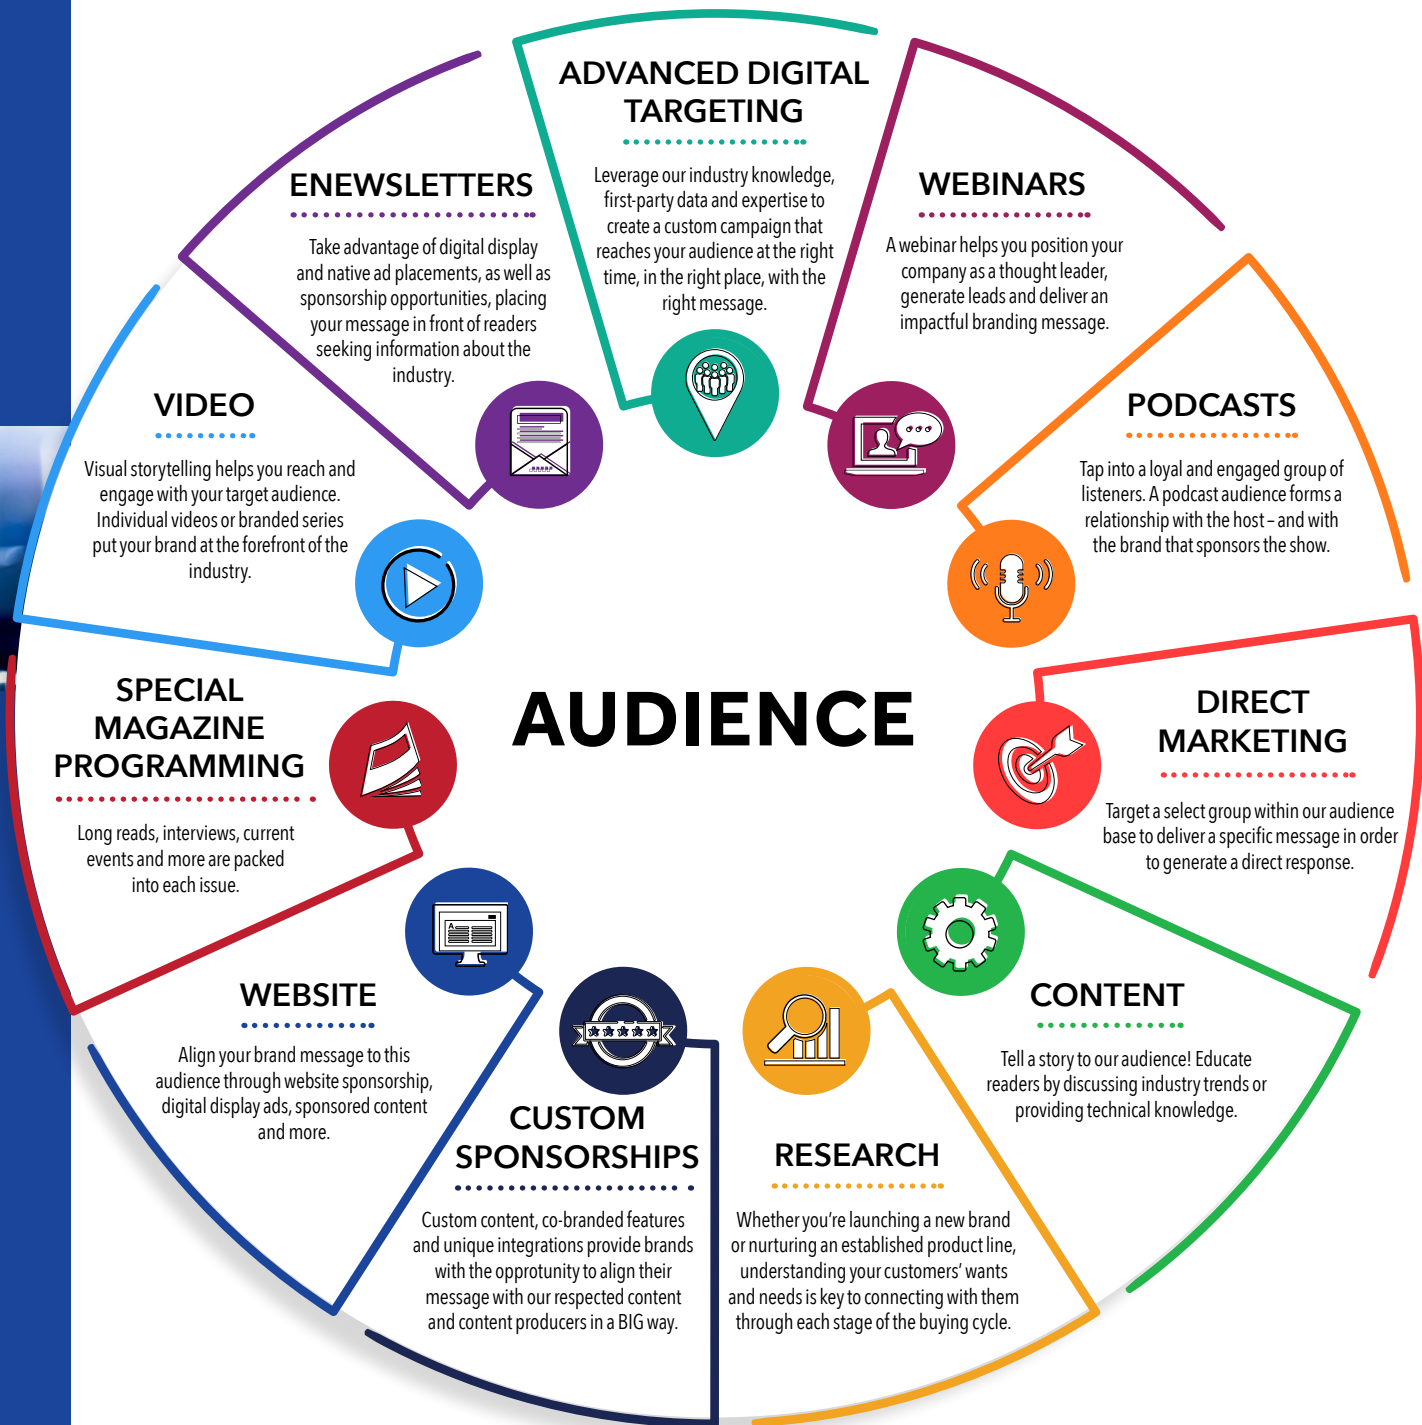 ADVANCED DIGITAL
TARGETING
Leverage our industry knowledge,
first-party data and expertise to
create a custom campaign that
reaches your audience at the right
time, in the right place, with the
right message.
WEBINARS
A webinar helps you position your
company as a thought leader,
generate leads and deliver an
impactful branding message.
PODCASTS
Tap into a loyal and engaged group of
listeners. A podcast audience forms a
relationship with the host – and with
the brand that sponsors the show.
DIRECT
MARKETING
Target a select group within our audience
base to deliver a specific message in order
to generate a direct response.
CONTENT
Tell a story to our audience! Educate
readers by discussing industry trends or
providing technical knowledge.
RESEARCH
Whether you’re launching a new brand
or nurturing an established product line,
understanding your customers’ wants
and needs is key to connecting with them
through each stage of the buying cycle.
CUSTOM
SPONSORSHIPS
Custom content, co-branded features
and unique integrations provide brands
with the opprotunity to align their
message with our respected content
and content producers in a BIG way.
WEBSITE
Align your brand message to this
audience through website sponsorship,
digital display ads, sponsored content
and more.
SPECIAL
MAGAZINE
PROGRAMMING
Long reads, interviews, current
events and more are packed
into each issue.
VIDEO
Visual storytelling helps you reach and
engage with your target audience.
Individual videos or branded series
put your brand at the forefront of the
industry.
ENEWSLETTERS
Take advantage of digital display
and native ad placements, as well as
sponsorship opportunities, placing
your message in front of readers
seeking information about the
industry.
AUDIENCE
A